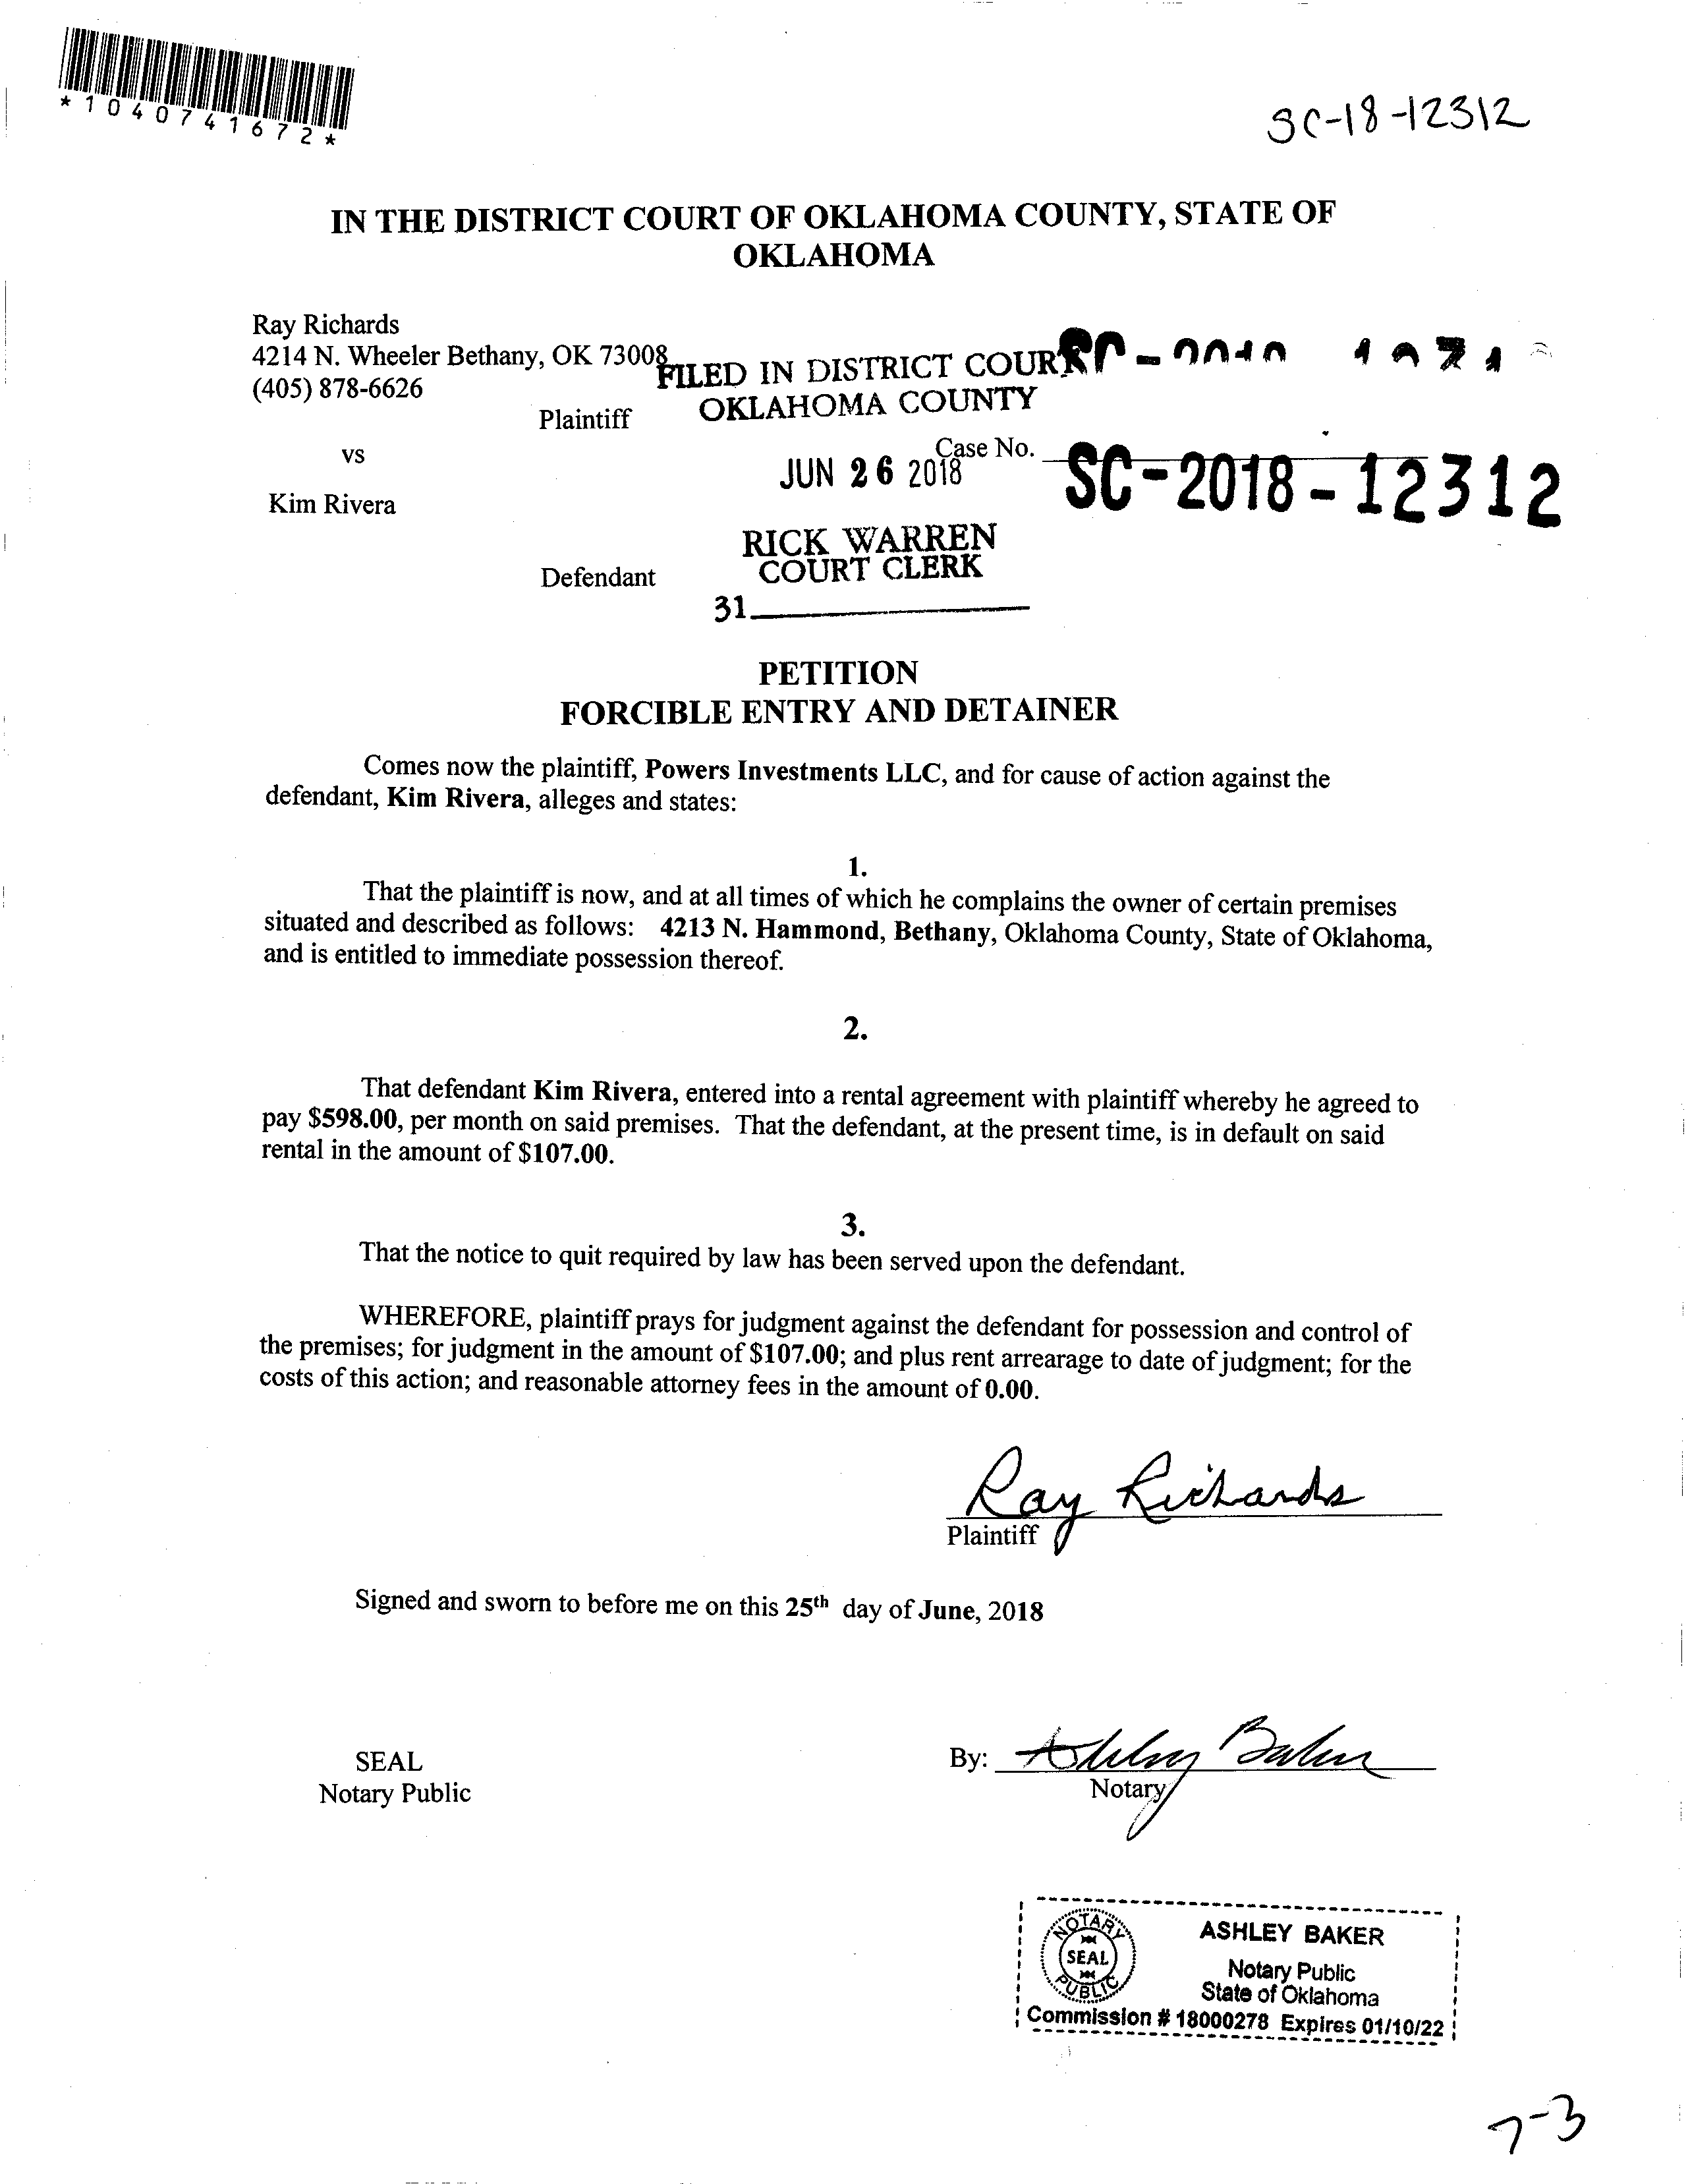 *1040741672*
SC-18-12312
IN THE DISTRICT COURT OF OKLAHOMA COUNTY, STATE OF
OKLAHOMA
Ray Richards
4214 N. Wheeler Bethany, OK 73008
(405) 878-6626
Plaintiff
vs
Kim Rivera
Defendant
FILED IN DISTRICT COURT
OKLAHOMA COUNTY
JUN 26 2018
RICK WARREN
COURT CLERK
31
Case No.
SC-2018-12312
PETITION
FORCIBLE ENTRY AND DETAINER
Comes now the plaintiff, Powers Investments LLC, and for cause of action against the
defendant, Kim Rivera, alleges and states:
1.
That the plaintiff is now, and at all times of which he complains the owner of certain premises
situated and described as follows: 4213 N. Hammond, Bethany, Oklahoma County, State of Oklahoma,
and is entitled to immediate possession thereof.
2.
That defendant Kim Rivera, entered into a rental agreement with plaintiff whereby he agreed to
pay $598.00, per month on said premises. That the defendant, at the present time, is in default on said
rental in the amount of $107.00.
3.
That the notice to quit required by law has been served upon the defendant.
WHEREFORE, plaintiff prays for judgment against the defendant for possession and control of
the premises; for judgment in the amount of $107.00; and plus rent arrearage to date of judgment; for the
costs of this action; and reasonable attorney fees in the amount of 0.00.
Ray Richards
Plaintiff
Signed and sworn to before me on this 25th day of June, 2018
SEAL
Notary Public
By: Ashley Baker
Notary
NOTARY
SEAL
PUBLIC
ASHLEY BAKER
Notary Public
State of Oklahoma
Commission # 18000278 Expires 01/10/22
7-3